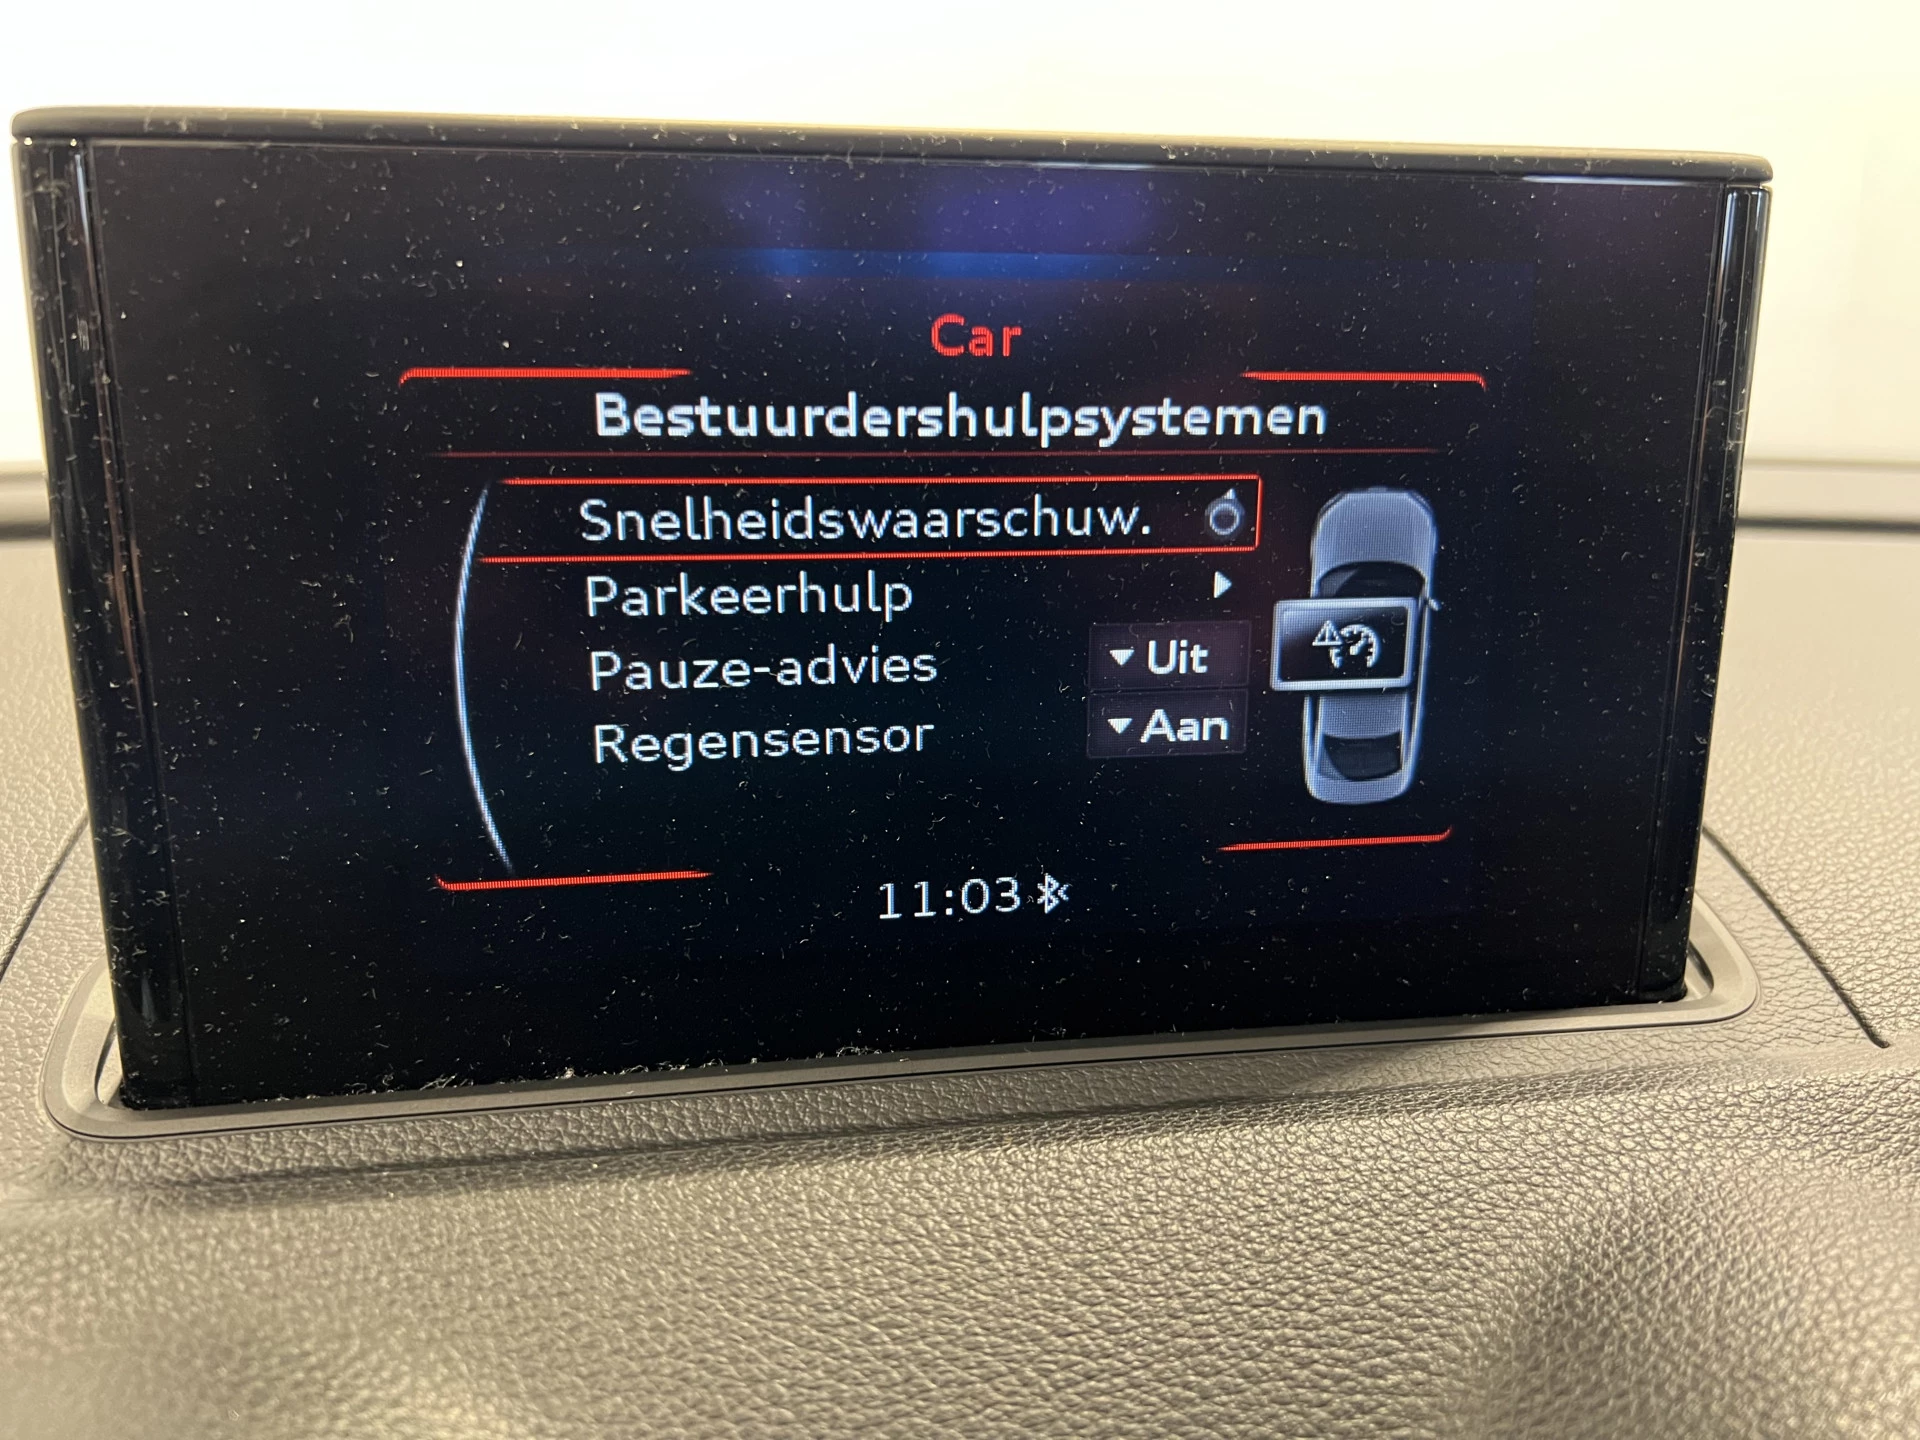 Car
Bestuurdershulpsystemen
Snelheidswaarschuw.
Parkeerhulp
Pauze-advies Uit
Regensensor Aan
11:03